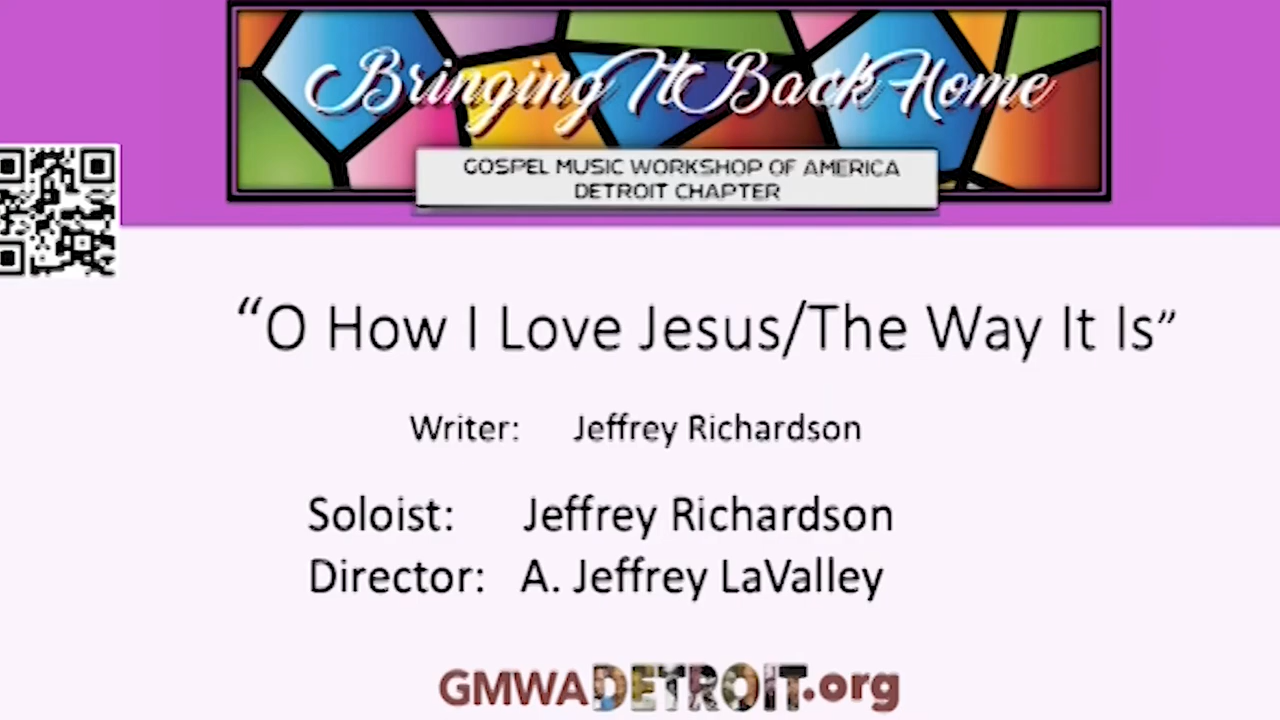 Bringing It Back Home
GOSPEL MUSIC WORKSHOP OF AMERICA
DETROIT CHAPTER
“O How I Love Jesus/The Way It Is”
Writer: Jeffrey Richardson
Soloist: Jeffrey Richardson
Director: A. Jeffrey LaValley
GMWADETROIT.org